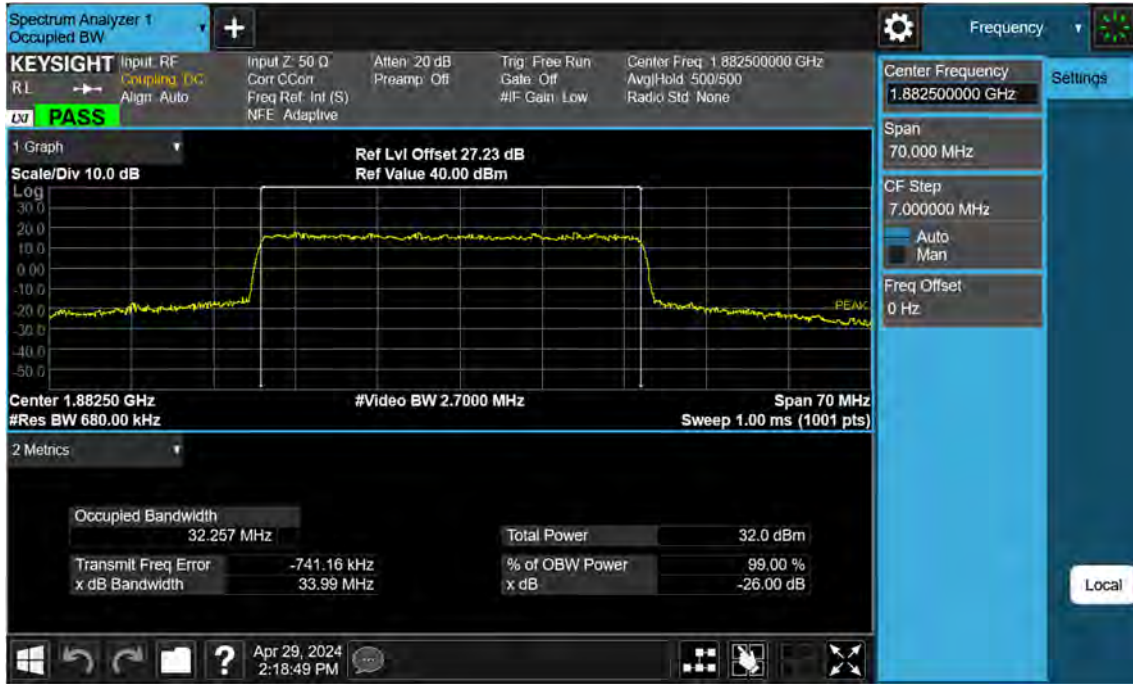 Spectrum Analyzer 1
Occupied BW
+
Frequency
KEYSIGHT
RL
LXI
PASS
Input: RF
Coupling: DC
Align: Auto
Input Z: 50 Ω
Corr CCorr
Freq Ref: Int (S)
NFE: Adaptive
Atten: 20 dB
Preamp: Off
Trig: Free Run
Gate: Off
#IF Gain: Low
Center Freq: 1.882500000 GHz
Avg|Hold: 500/500
Radio Std: None
Center Frequency
1.882500000 GHz
Settings
Span
70.000 MHz
CF Step
7.000000 MHz
Auto
Man
Freq Offset
0 Hz
Local
1 Graph
Scale/Div 10.0 dB
Ref Lvl Offset 27.23 dB
Ref Value 40.00 dBm
Log
30.0
20.0
10.0
0.00
-10.0
-20.0
-30.0
-40.0
-50.0
PEAK
Center 1.88250 GHz
#Video BW 2.7000 MHz
Span 70 MHz
#Res BW 680.00 kHz
Sweep 1.00 ms (1001 pts)
2 Metrics
Occupied Bandwidth
32.257 MHz
Total Power 32.0 dBm
Transmit Freq Error -741.16 kHz
% of OBW Power 99.00 %
x dB Bandwidth 33.99 MHz
x dB -26.00 dB
?
Apr 29, 2024
2:18:49 PM